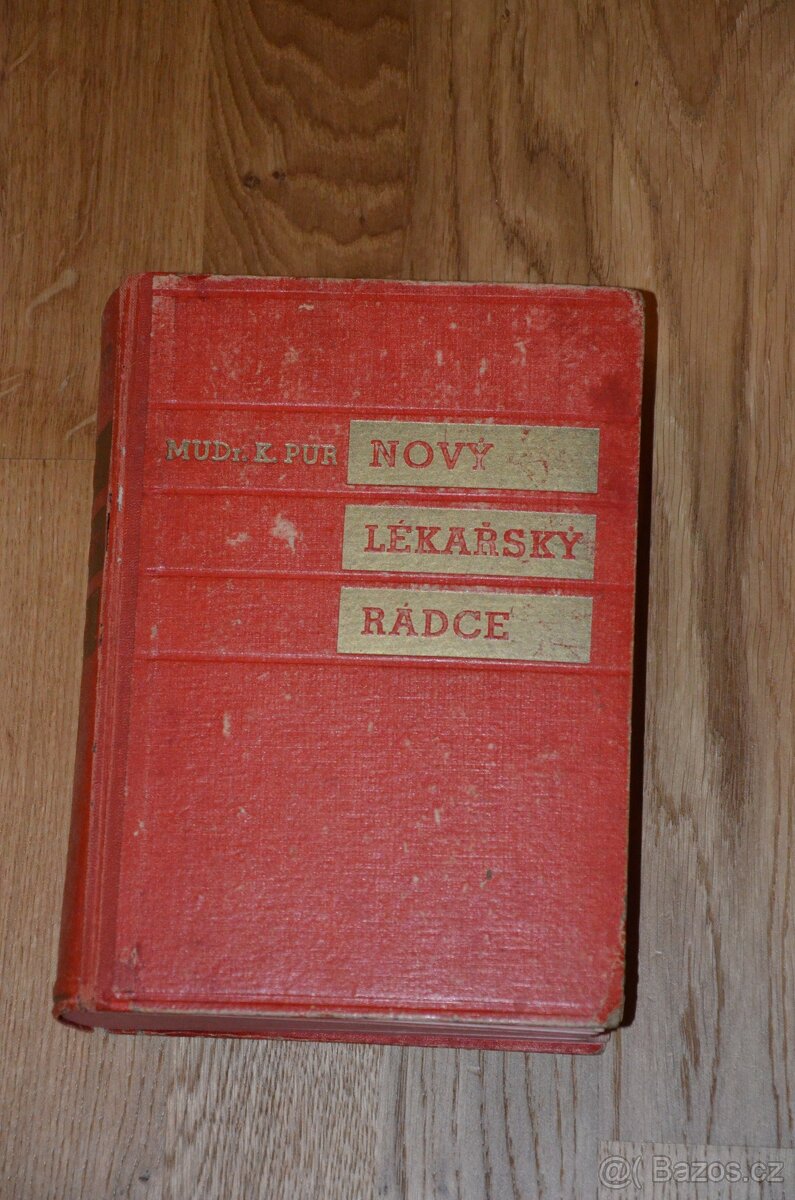 MUDr. K. PUR NOVÝ
LÉKAŘSKÝ
RÁDCE
@( Bazos.cz